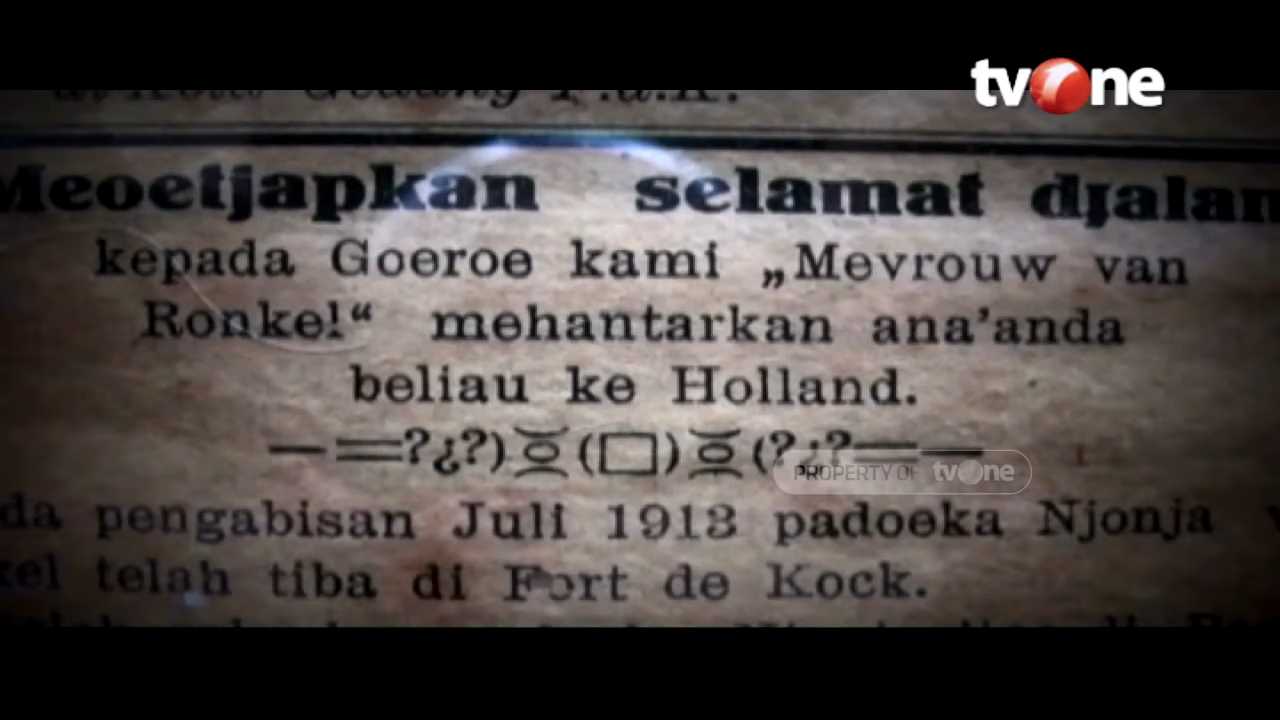 tvOne
Meoetjapkan selamat djalan
kepada Goeroe kami „Mevrouw van
Ronkel“ mehantarkan ana’anda
beliau ke Holland.
—=?¿?)(□)(?¿?=—
PROPERTY OF tvOne
da pengabisan Juli 1913 padoeka Njonja
kel telah tiba di Fort de Kock.